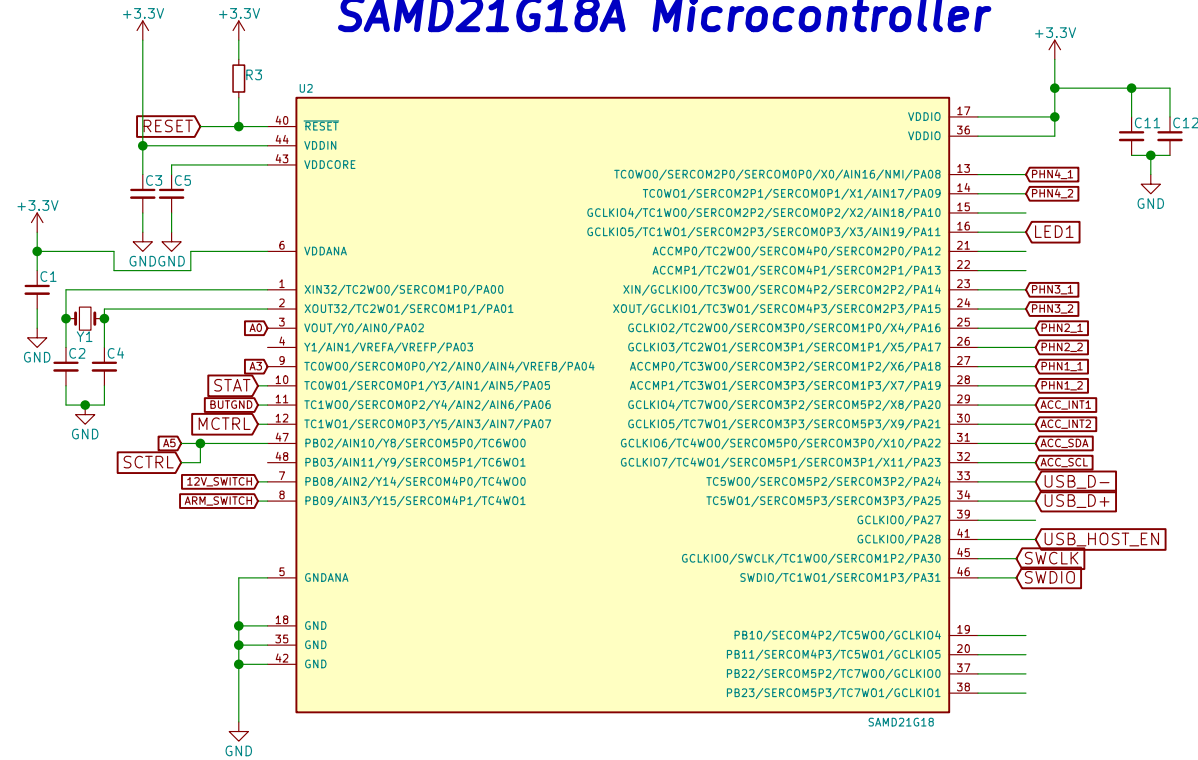 SAMD21G18A Microcontroller
+3.3V
+3.3V
+3.3V
R3
U2
RESET
40
RESET
44
VDDIN
43
VDDCORE
C3
C5
+3.3V
GND
GND
6
VDDANA
C1
GND
1
XIN32/TC2WO0/SERCOM1P0/PA00
2
XOUT32/TC2WO1/SERCOM1P1/PA01
Y1
C2
C4
GND
A0
3
VOUT/Y0/AIN0/PA02
4
Y1/AIN1/VREFA/VREFP/PA03
A3
9
TC0WO0/SERCOM0P0/Y2/AIN0/AIN4/VREFB/PA04
STAT
10
TC0WO1/SERCOM0P1/Y3/AIN1/AIN5/PA05
BUTGND
11
TC1WO0/SERCOM0P2/Y4/AIN2/AIN6/PA06
MCTRL
12
TC1WO1/SERCOM0P3/Y5/AIN3/AIN7/PA07
A5
47
PB02/AIN10/Y8/SERCOM5P0/TC6WO0
SCTRL
48
PB03/AIN11/Y9/SERCOM5P1/TC6WO1
12V_SWITCH
7
PB08/AIN2/Y14/SERCOM4P0/TC4WO0
ARM_SWITCH
8
PB09/AIN3/Y15/SERCOM4P1/TC4WO1
5
GNDANA
18
GND
35
GND
42
GND
GND
VDDIO
17
VDDIO
36
C11
C12
GND
TC0WO0/SERCOM2P0/SERCOM0P0/X0/AIN16/NMI/PA08
13
PHN4_1
TC0WO1/SERCOM2P1/SERCOM0P1/X1/AIN17/PA09
14
PHN4_2
GCLKIO4/TC1WO0/SERCOM2P2/SERCOM0P2/X2/AIN18/PA10
15
GCLKIO5/TC1WO1/SERCOM2P3/SERCOM0P3/X3/AIN19/PA11
16
LED1
ACCMP0/TC2WO0/SERCOM4P0/SERCOM2P0/PA12
21
ACCMP1/TC2WO1/SERCOM4P1/SERCOM2P1/PA13
22
XIN/GCLKIO0/TC3WO0/SERCOM4P2/SERCOM2P2/PA14
23
PHN3_1
XOUT/GCLKIO1/TC3WO1/SERCOM4P3/SERCOM2P3/PA15
24
PHN3_2
GCLKIO2/TC2WO0/SERCOM3P0/SERCOM1P0/X4/PA16
25
PHN2_1
GCLKIO3/TC2WO1/SERCOM3P1/SERCOM1P1/X5/PA17
26
PHN2_2
ACCMP0/TC3WO0/SERCOM3P2/SERCOM1P2/X6/PA18
27
PHN1_1
ACCMP1/TC3WO1/SERCOM3P3/SERCOM1P3/X7/PA19
28
PHN1_2
GCLKIO4/TC7WO0/SERCOM3P2/SERCOM5P2/X8/PA20
29
ACC_INT1
GCLKIO5/TC7WO1/SERCOM3P3/SERCOM5P3/X9/PA21
30
ACC_INT2
GCLKIO6/TC4WO0/SERCOM5P0/SERCOM3P0/X10/PA22
31
ACC_SDA
GCLKIO7/TC4WO1/SERCOM5P1/SERCOM3P1/X11/PA23
32
ACC_SCL
TC5WO0/SERCOM5P2/SERCOM3P2/PA24
33
USB_D-
TC5WO1/SERCOM5P3/SERCOM3P3/PA25
34
USB_D+
GCLKIO0/PA27
39
GCLKIO0/PA28
41
USB_HOST_EN
GCLKIO0/SWCLK/TC1WO0/SERCOM1P2/PA30
45
SWCLK
SWDIO/TC1WO1/SERCOM1P3/PA31
46
SWDIO
PB10/SECOM4P2/TC5WO0/GCLKIO4
19
PB11/SERCOM4P3/TC5WO1/GCLKIO5
20
PB22/SERCOM5P2/TC7WO0/GCLKIO0
37
PB23/SERCOM5P3/TC7WO1/GCLKIO1
38
SAMD21G18